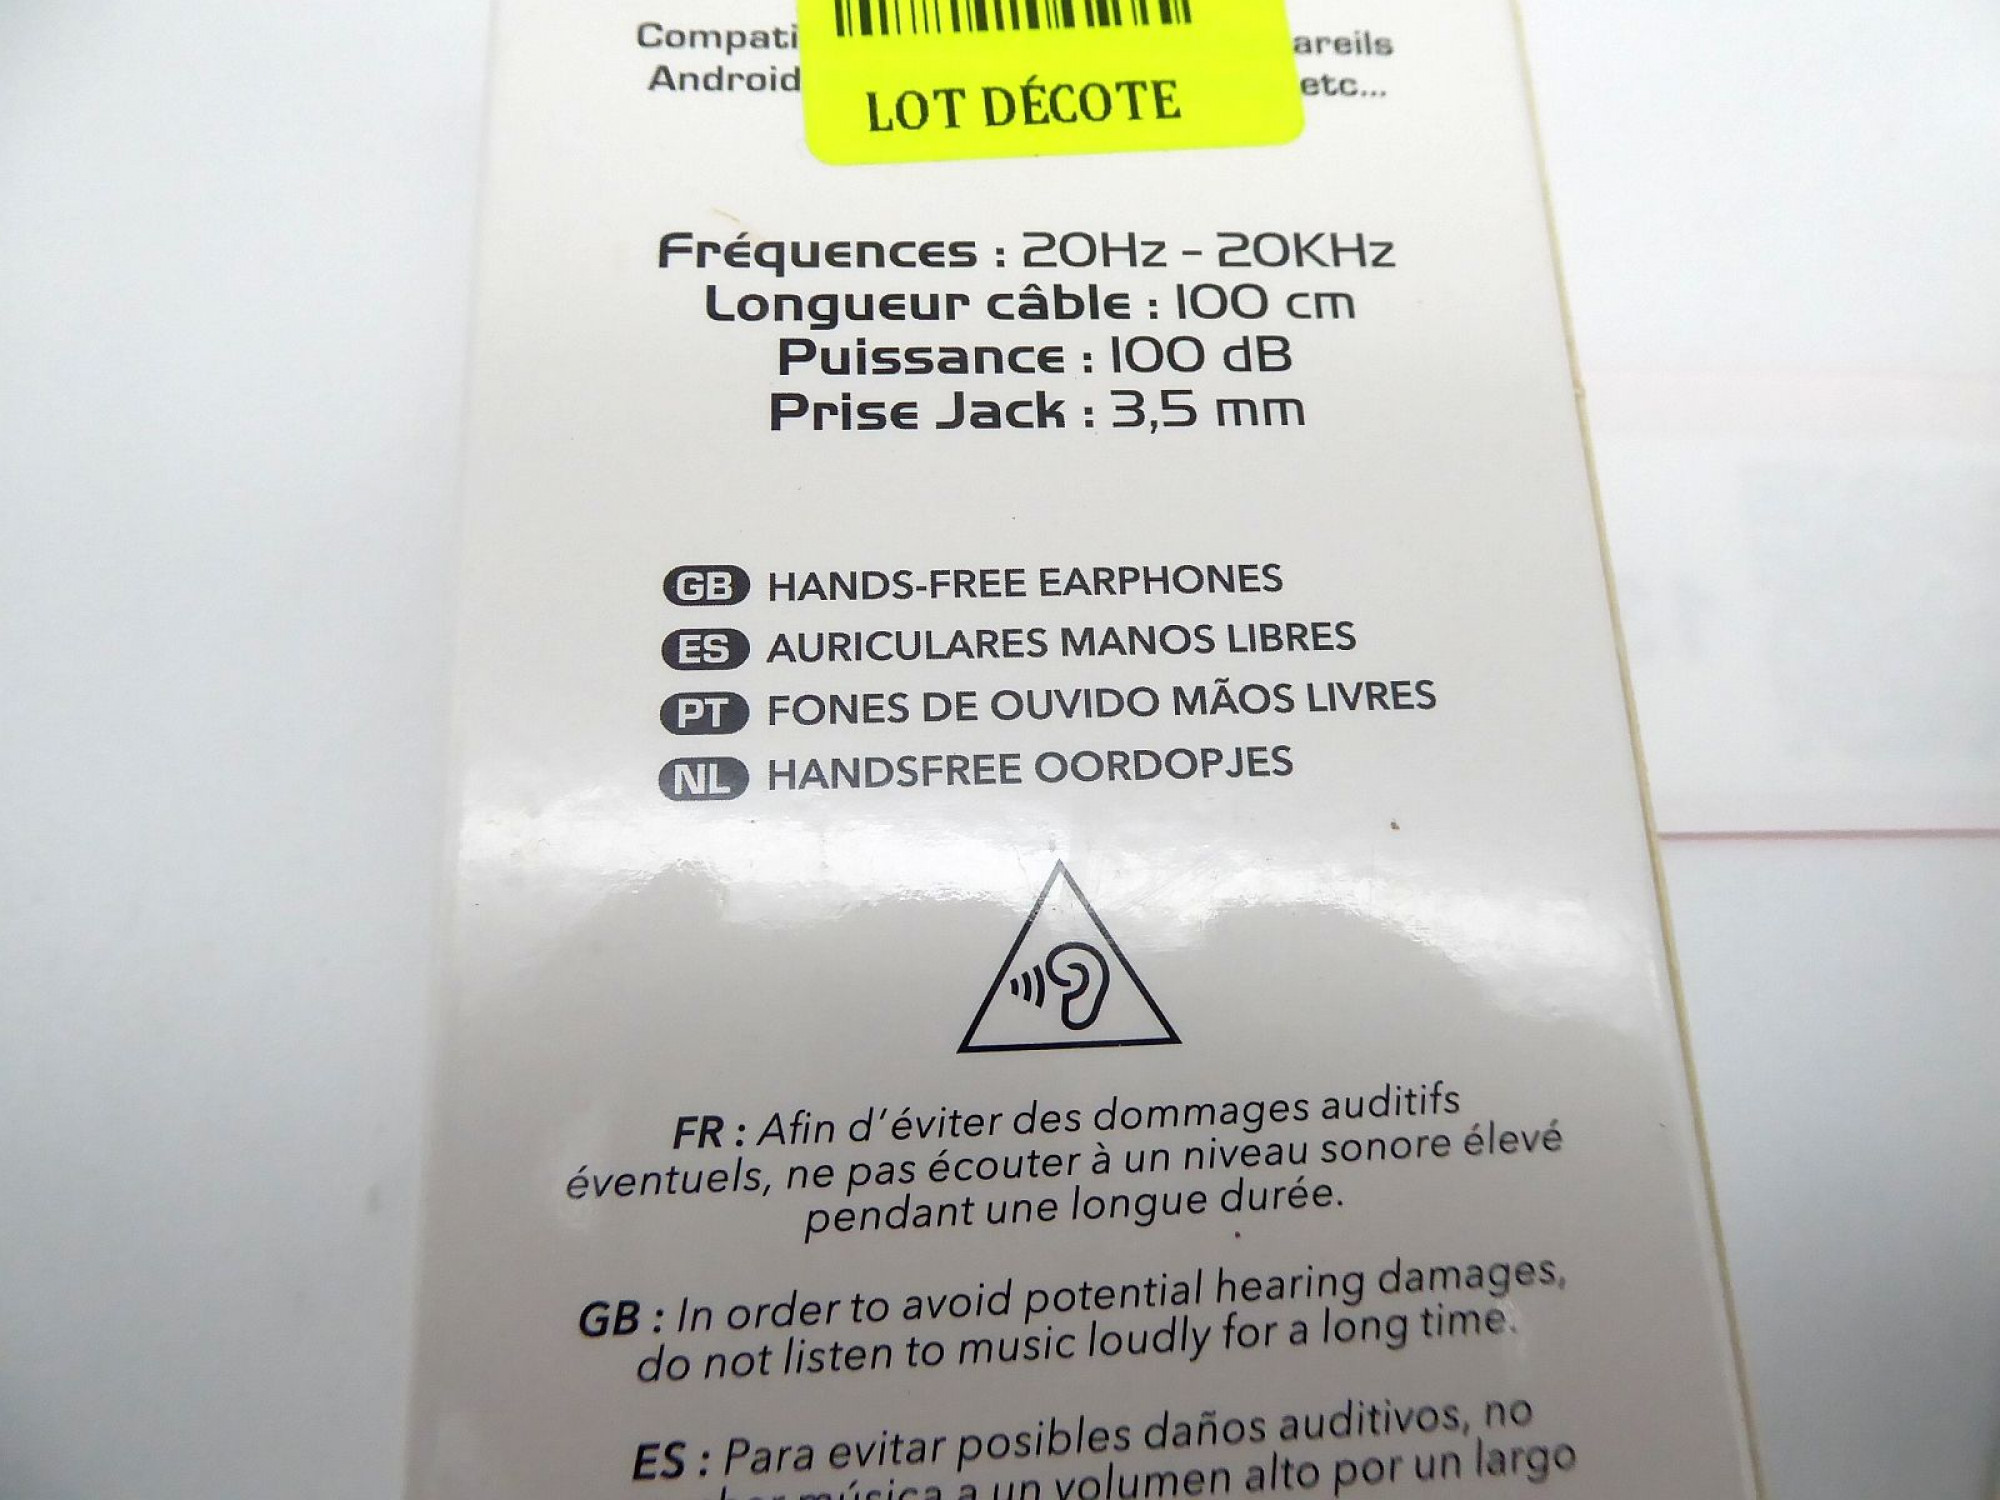 Compati areils
Android etc...
LOT DÉCOTE
Fréquences : 20Hz - 20KHz
Longueur câble : 100 cm
Puissance : 100 dB
Prise Jack : 3,5 mm
GB HANDS-FREE EARPHONES
ES AURICULARES MANOS LIBRES
PT FONES DE OUVIDO MÃOS LIVRES
NL HANDSFREE OORDOPJES
FR : Afin d'éviter des dommages auditifs
éventuels, ne pas écouter à un niveau sonore élevé
pendant une longue durée.
GB : In order to avoid potential hearing damages,
do not listen to music loudly for a long time.
ES : Para evitar posibles daños auditivos, no
música a un volumen alto por un largo